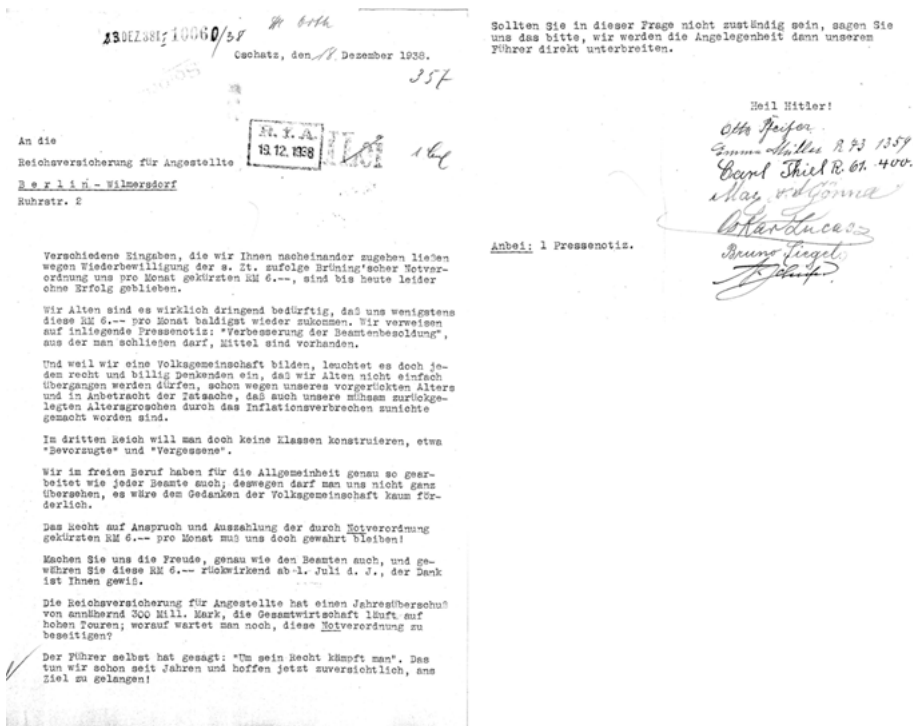 23.DEZ 38 10060/38
Oschatz, den 18. Dezember 1938.
357
R.f.A.
19.12.1938
An die
Reichsversicherung für Angestellte
Berlin - Wilmersdorf
Ruhrstr. 2
Verschiedene Eingaben, die wir Ihnen nacheinander zugehen ließen
wegen Wiederbewilligung der s. Zt. zufolge Brüning'scher Notver-
ordnung uns pro Monat gekürzten RM 6.--, sind bis heute leider
ohne Erfolg geblieben.
Wir Alten sind es wirklich dringend bedürftig, daß uns wenigstens
diese RM 6.-- pro Monat baldigst wieder zukommen. Wir verweisen
auf inliegende Pressenotiz: "Verbesserung der Beamtenbesoldung",
aus der man schließen darf, Mittel sind vorhanden.
Und weil wir eine Volksgemeinschaft bilden, leuchtet es doch je-
dem recht und billig Denkenden ein, daß wir Alten nicht einfach
übergangen werden dürfen, schon wegen unseres vorgerückten Alters
und in Anbetracht der Tatsache, daß auch unsere mühsam zurückge-
legten Altersgroschen durch das Inflationsverbrechen zunichte
gemacht worden sind.
Im dritten Reich will man doch keine Klassen konstruieren, etwa
"Bevorzugte" und "Vergessene".
Wir im freien Beruf haben für die Allgemeinheit genau so gear-
beitet wie jeder Beamte auch; deswegen darf man uns nicht ganz
übersehen, es wäre dem Gedanken der Volksgemeinschaft kaum för-
derlich.
Das Recht auf Anspruch und Auszahlung der durch Notverordnung
gekürzten RM 6.-- pro Monat muß uns doch gewahrt bleiben!
Machen Sie uns die Freude, genau wie den Beamten auch, und ge-
währen Sie diese RM 6.-- rückwirkend ab 1. Juli d. J., der Dank
ist Ihnen gewiß.
Die Reichsversicherung für Angestellte hat einen Jahresüberschuß
von annähernd 300 Mill. Mark, die Gesamtwirtschaft läuft auf
hohen Touren; worauf wartet man noch, diese Notverordnung zu
beseitigen?
Der Führer selbst hat gesagt: "Um sein Recht kämpft man". Das
tun wir schon seit Jahren und hoffen jetzt zuversichtlich, ans
Ziel zu gelangen!
Sollten Sie in dieser Frage nicht zuständig sein, sagen Sie
uns das bitte, wir werden die Angelegenheit dann unserem
Führer direkt unterbreiten.
Heil Hitler!
Otto Pfeifer
Emma Müller R 93 1359
Carl Thiel R. 61. 400.
Oskar Lucas
Anbei: 1 Pressenotiz.
Bruno Siegel